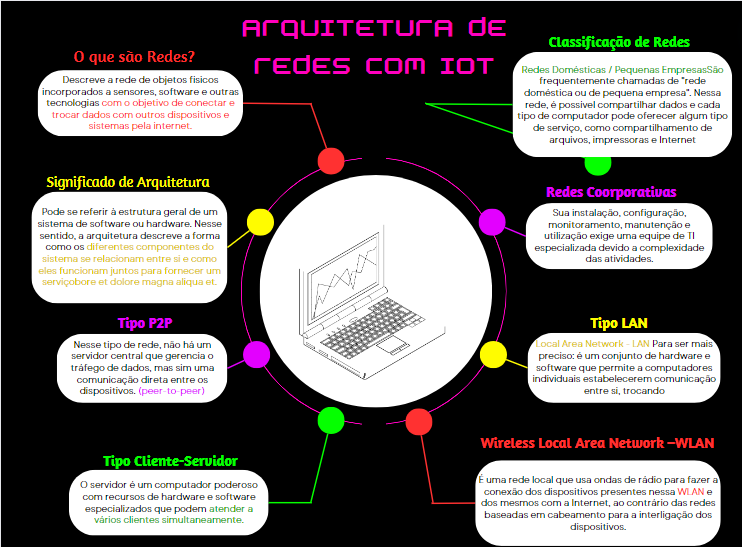 ARQUITETURA DE
REDES COM IOT
O que são Redes?
Descreve a rede de objetos físicos
incorporados a sensores, software e outras
tecnologias com o objetivo de conectar e
trocar dados com outros dispositivos e
sistemas pela internet.
Significado de Arquitetura
Pode se referir à estrutura geral de um
sistema de software ou hardware. Nesse
sentido, a arquitetura descreve a forma
como os diferentes componentes do
sistema se relacionam entre si e como
eles funcionam juntos para fornecer um
serviçobore et dolore magna aliqua et.
Tipo P2P
Nesse tipo de rede, não há um
servidor central que gerencia o
tráfego de dados, mas sim uma
comunicação direta entre os
dispositivos. (peer-to-peer)
Tipo Cliente-Servidor
O servidor é um computador poderoso
com recursos de hardware e software
especializados que podem atender a
vários clientes simultaneamente.
Classificação de Redes
Redes Domésticas / Pequenas EmpresasSão
frequentemente chamadas de "rede
doméstica ou de pequena empresa". Nessa
rede, é possível compartilhar dados e cada
tipo de computador pode oferecer algum tipo
de serviço, como compartilhamento de
arquivos, impressoras e Internet
Redes Coorporativas
Sua instalação, configuração,
monitoramento, manutenção e
utilização exige uma equipe de TI
especializada devido a complexidade
das atividades.
Tipo LAN
Local Area Network - LAN Para ser mais
preciso: é um conjunto de hardware e
software que permite a computadores
individuais estabelecerem comunicação
entre si, trocando
Wireless Local Area Network –WLAN
É uma rede local que usa ondas de rádio para fazer a
conexão dos dispositivos presentes nessa WLAN e
dos mesmos com a Internet, ao contrário das redes
baseadas em cabeamento para a interligação dos
dispositivos.